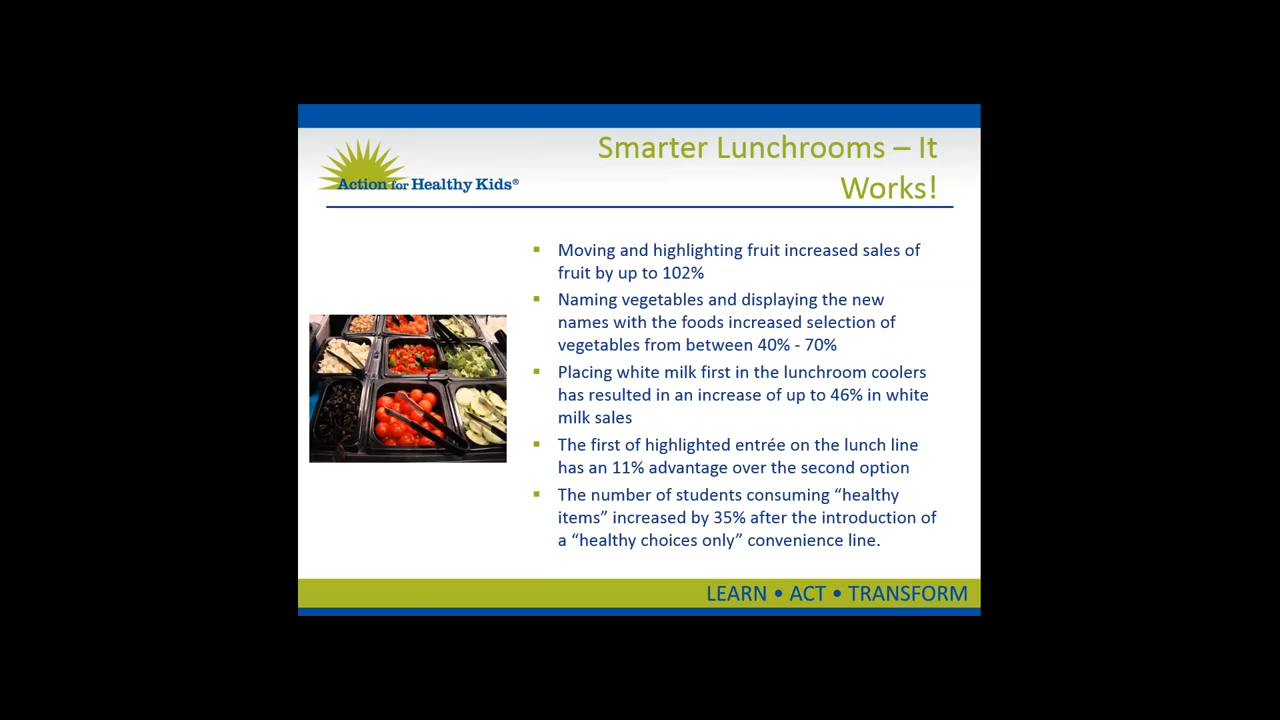 Smarter Lunchrooms – It
Works!
Action for Healthy Kids®
▪ Moving and highlighting fruit increased sales of
fruit by up to 102%
▪ Naming vegetables and displaying the new
names with the foods increased selection of
vegetables from between 40% - 70%
▪ Placing white milk first in the lunchroom coolers
has resulted in an increase of up to 46% in white
milk sales
▪ The first of highlighted entrée on the lunch line
has an 11% advantage over the second option
▪ The number of students consuming “healthy
items” increased by 35% after the introduction of
a “healthy choices only” convenience line.
LEARN • ACT • TRANSFORM